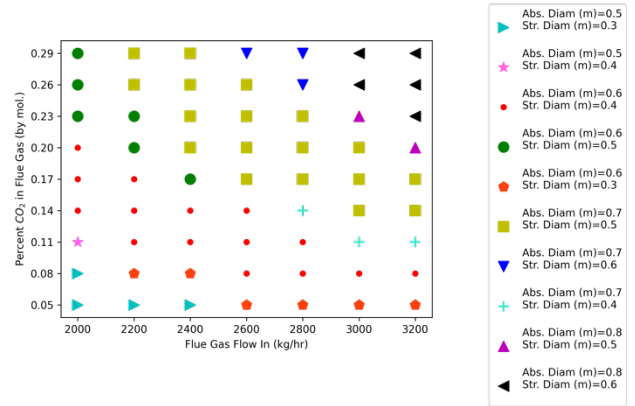 Abs. Diam (m)=0.5
Str. Diam (m)=0.3
Abs. Diam (m)=0.5
Str. Diam (m)=0.4
Abs. Diam (m)=0.6
Str. Diam (m)=0.4
Abs. Diam (m)=0.6
Str. Diam (m)=0.5
Abs. Diam (m)=0.6
Str. Diam (m)=0.3
Abs. Diam (m)=0.7
Str. Diam (m)=0.5
Abs. Diam (m)=0.7
Str. Diam (m)=0.6
Abs. Diam (m)=0.7
Str. Diam (m)=0.4
Abs. Diam (m)=0.8
Str. Diam (m)=0.5
Abs. Diam (m)=0.8
Str. Diam (m)=0.6
Percent CO₂ in Flue Gas (by mol.)
0.29
0.26
0.23
0.20
0.17
0.14
0.11
0.08
0.05
2000 2200 2400 2600 2800 3000 3200
Flue Gas Flow In (kg/hr)